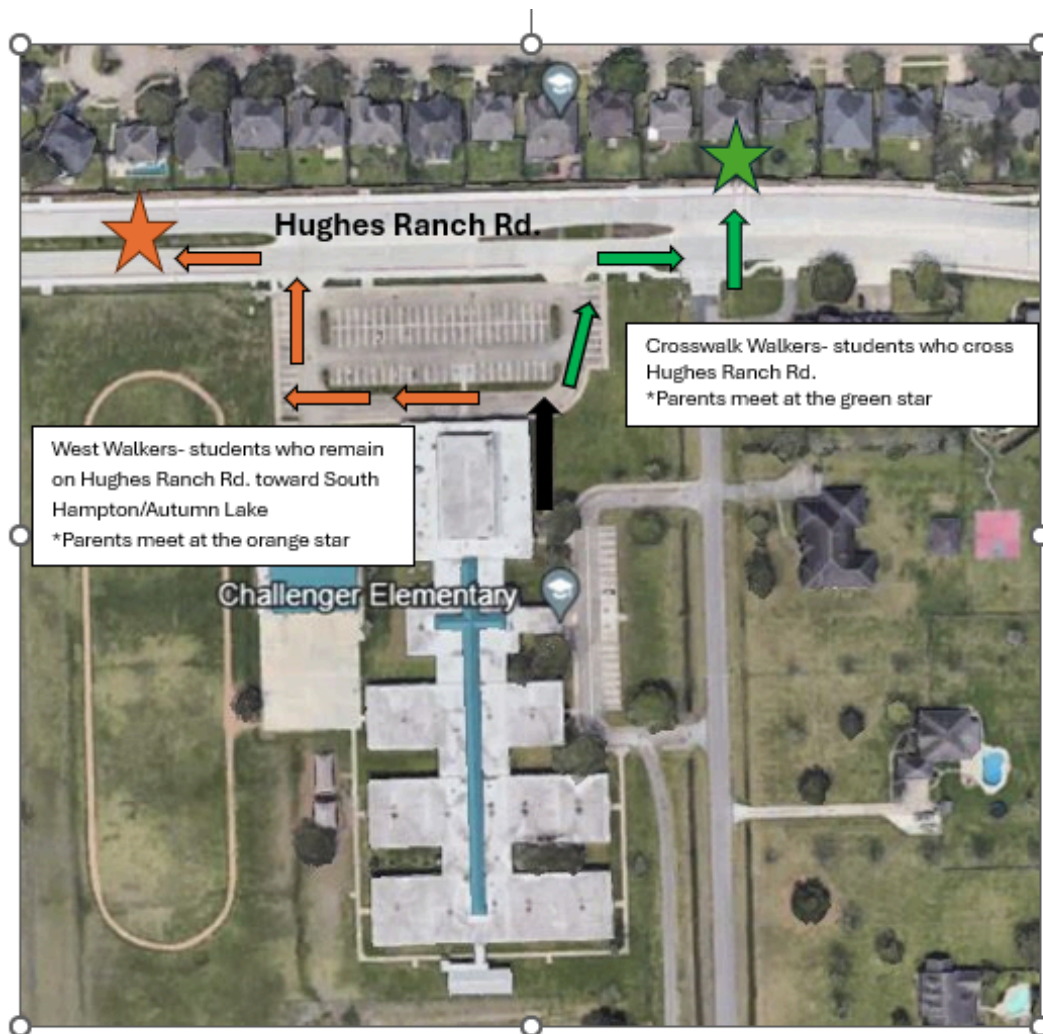 Hughes Ranch Rd.
Crosswalk Walkers- students who cross
Hughes Ranch Rd.
*Parents meet at the green star
West Walkers- students who remain
on Hughes Ranch Rd. toward South
Hampton/Autumn Lake
*Parents meet at the orange star
Challenger Elementary